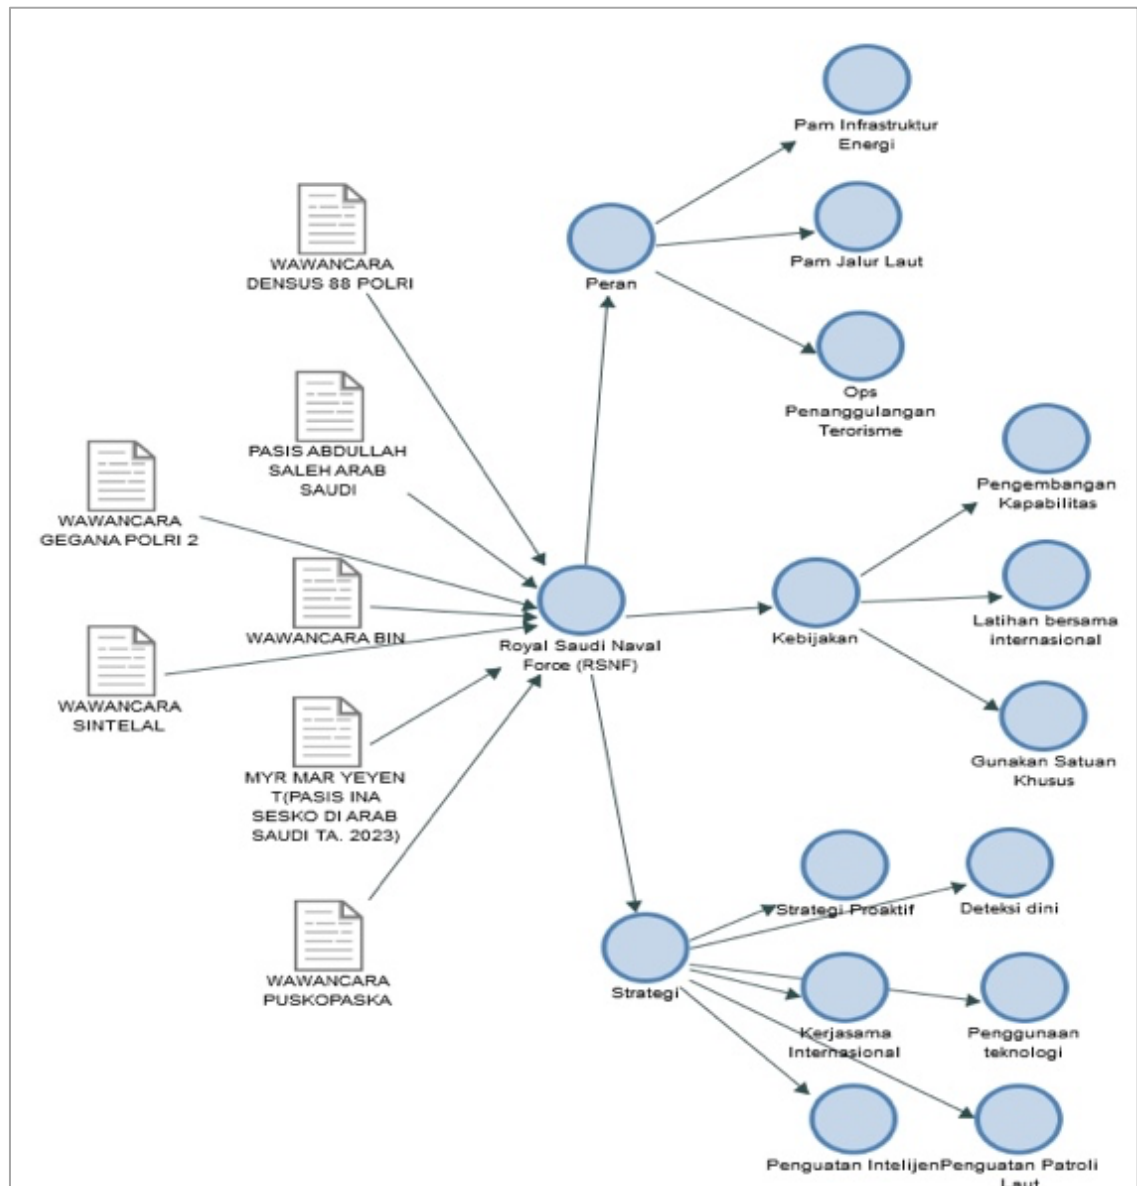 Pam Infrastruktur
Energi
WAWANCARA
DENSUS 88 POLRI
Peran
Pam Jalur Laut
Ops
Penanggulangan
Terorisme
PASIS ABDULLAH
SALEH ARAB
SAUDI
Pengembangan
Kapabilitas
WAWANCARA
GEGANA POLRI 2
WAWANCARA BIN
Royal Saudi Naval
Force (RSNF)
Kebijakan
Latihan bersama
internasional
WAWANCARA
SINTELAL
Gunakan Satuan
Khusus
MYR MAR YEYEN
T(PASIS INA
SESKO DI ARAB
SAUDI TA. 2023)
Strategi Proaktif
Deteksi dini
WAWANCARA
PUSKOPASKA
Strategi
Kerjasama
Internasional
Penggunaan
teknologi
Penguatan Intelijen
Penguatan Patroli
Laut